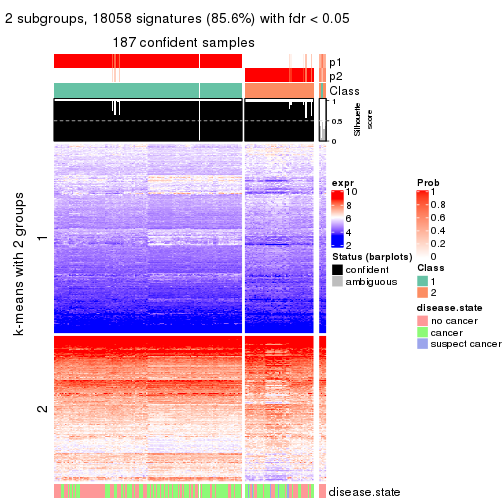 2 subgroups, 18058 signatures (85.6%) with fdr < 0.05
187 confident samples
p1
p2
Class
1
0.5
0
Silhouette
score
k-means with 2 groups
1
2
expr
10
8
6
4
2
Status (barplots)
confident
ambiguous
Prob
1
0.8
0.6
0.4
0.2
0
Class
1
2
disease.state
no cancer
cancer
suspect cancer
disease.state